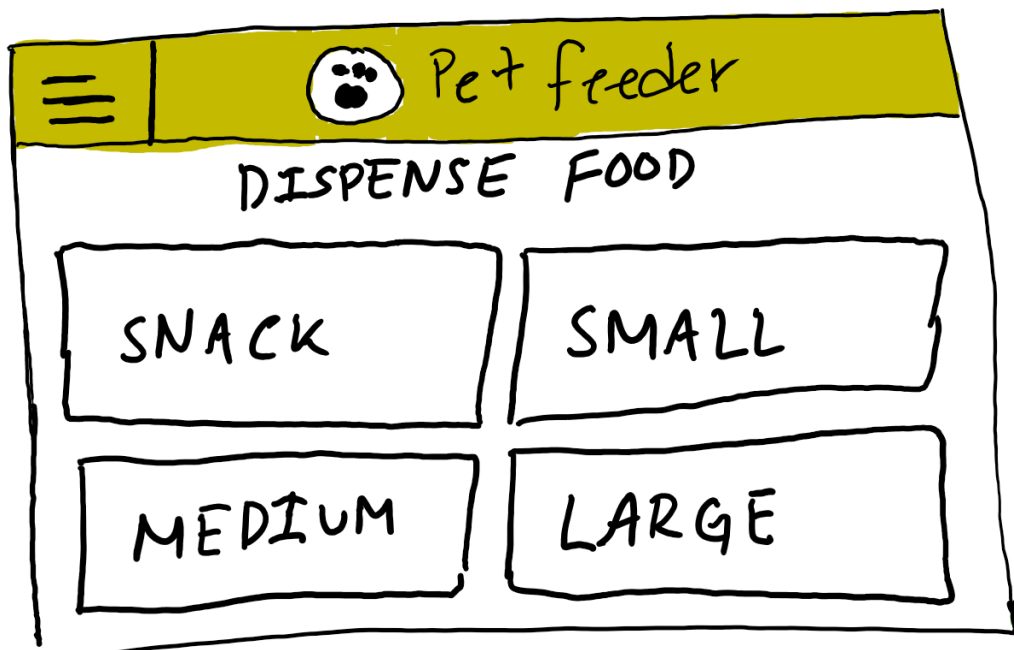 Pet feeder
DISPENSE FOOD
SNACK
SMALL
MEDIUM
LARGE